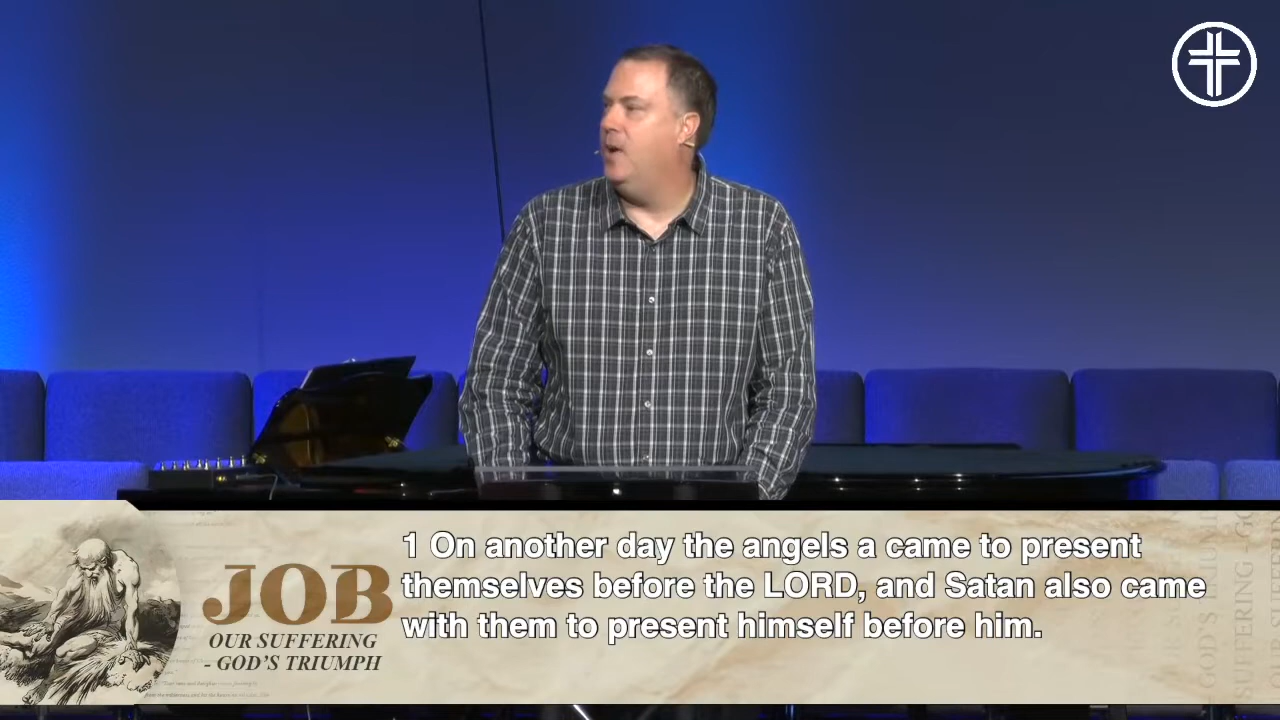 1 On another day the angels a came to present
themselves before the LORD, and Satan also came
with them to present himself before him.
JOB
OUR SUFFERING
- GOD'S TRIUMPH